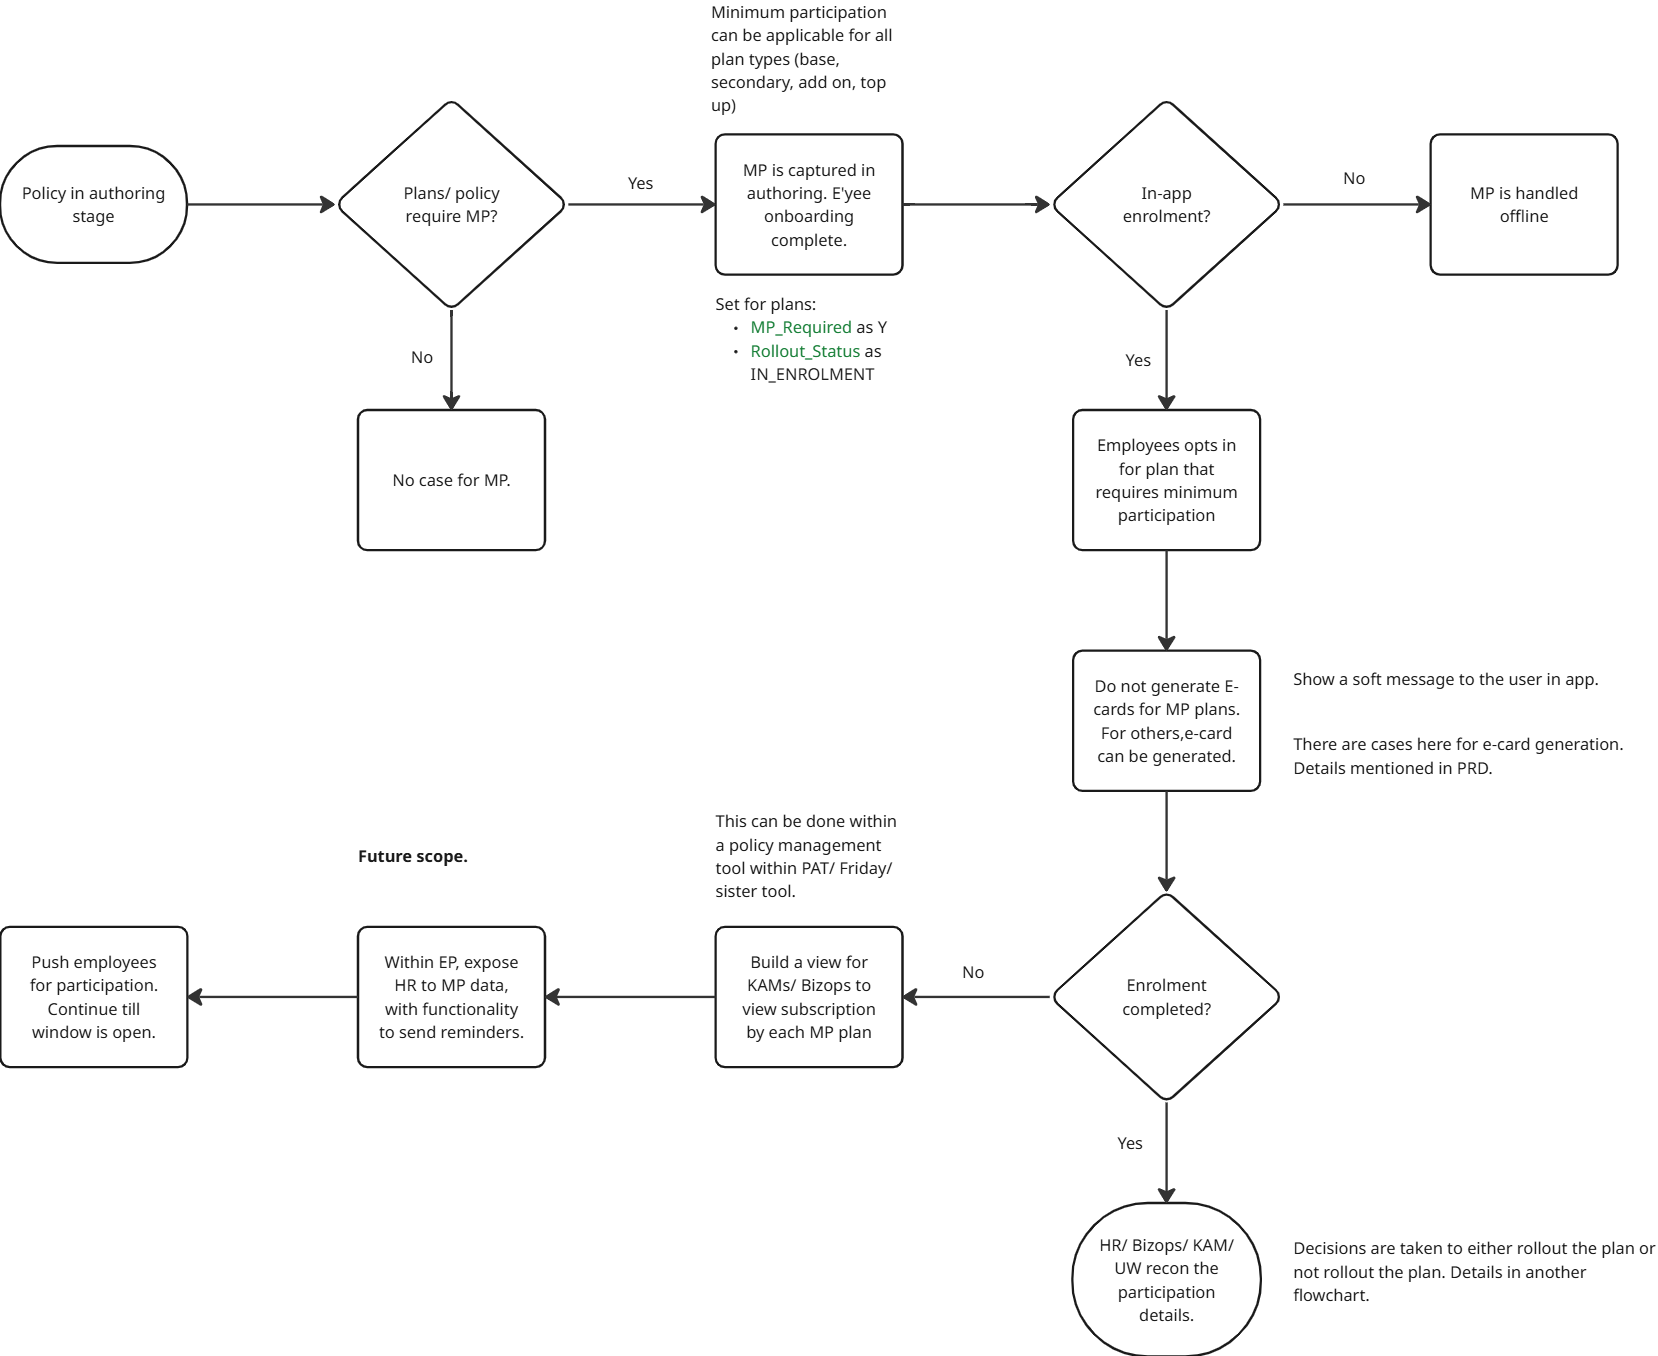 Minimum participation
can be applicable for all
plan types (base,
secondary, add on, top
up)
Policy in authoring
stage
Plans/ policy
require MP?
Yes
MP is captured in
authoring. E'yee
onboarding
complete.
In-app
enrolment?
No
MP is handled
offline
Set for plans:
• MP_Required as Y
• Rollout_Status as
IN_ENROLMENT
No
Yes
No case for MP.
Employees opts in
for plan that
requires minimum
participation
Do not generate E-
cards for MP plans.
For others,e-card
can be generated.
Show a soft message to the user in app.
There are cases here for e-card generation.
Details mentioned in PRD.
This can be done within
a policy management
tool within PAT/ Friday/
sister tool.
Future scope.
Push employees
for participation.
Continue till
window is open.
Within EP, expose
HR to MP data,
with functionality
to send reminders.
Build a view for
KAMs/ Bizops to
view subscription
by each MP plan
No
Enrolment
completed?
Yes
HR/ Bizops/ KAM/
UW recon the
participation
details.
Decisions are taken to either rollout the plan or
not rollout the plan. Details in another
flowchart.